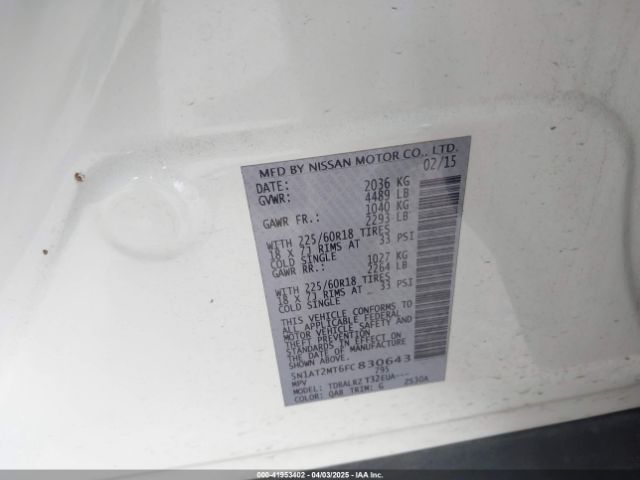 MFD BY NISSAN MOTOR CO., LTD.
DATE: 02/15
GVWR: 2036 KG
4489 LB
GAWR FR.: 1040 KG
2293 LB
WITH 225/60R18 TIRES
18 X 7J RIMS AT 33 PSI
COLD SINGLE
GAWR RR.: 1027 KG
2264 LB
WITH 225/60R18 TIRES
18 X 7J RIMS AT 33 PSI
COLD SINGLE
THIS VEHICLE CONFORMS TO
ALL APPLICABLE FEDERAL
MOTOR VEHICLE SAFETY AND
THEFT PREVENTION
STANDARDS IN EFFECT ON
THE DATE OF MANUFACTURE
SHOWN ABOVE.
5N1AT2MT6FC830643
MPV 795
MODEL:
COLOR: QAB TRIM: G 2530A
000-41953402 04/03/2025 Copyright IAA, Inc.